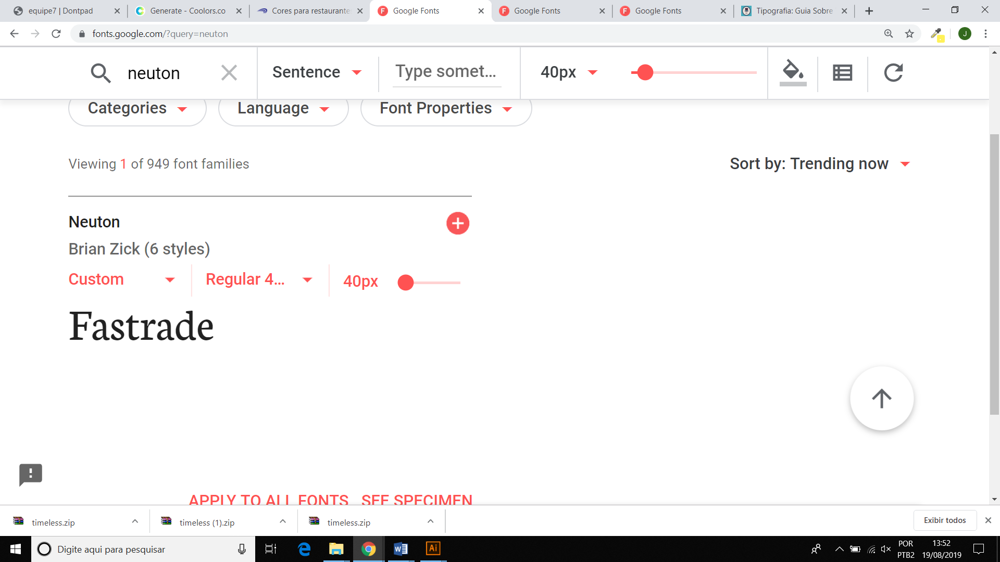 equipe7 | Dontpad
Generate - Coolors.co
Cores para restaurante
Google Fonts
Google Fonts
Google Fonts
Tipografia: Guia Sobre
fonts.google.com/?query=neuton
J
neuton
Sentence
Type somet...
40px
Categories
Language
Font Properties
Viewing 1 of 949 font families
Sort by: Trending now
Neuton
Brian Zick (6 styles)
Custom
Regular 4...
40px
Fastrade
APPLY TO ALL FONTS
SEE SPECIMEN
timeless.zip
timeless (1).zip
timeless.zip
Exibir todos
Digite aqui para pesquisar
Ai
POR
PTB2
13:52
19/08/2019